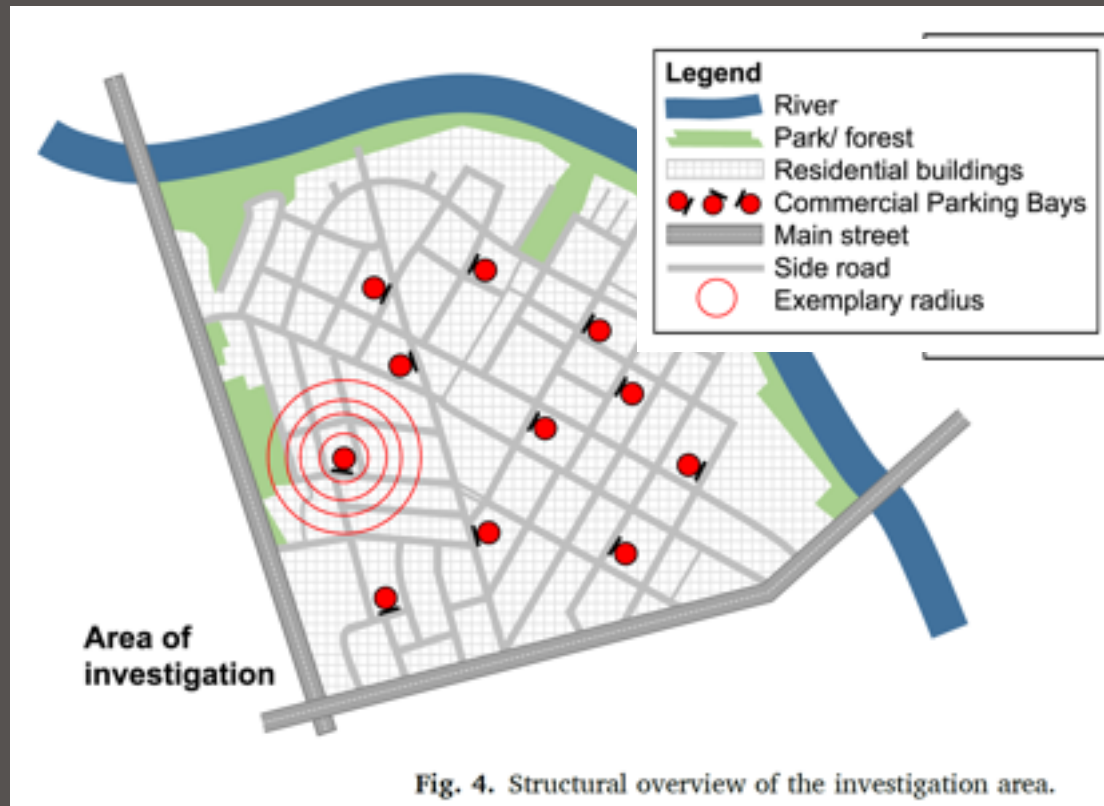 Legend
River
Park/ forest
Residential buildings
Commercial Parking Bays
Main street
Side road
Exemplary radius
Area of
investigation
Fig. 4. Structural overview of the investigation area.